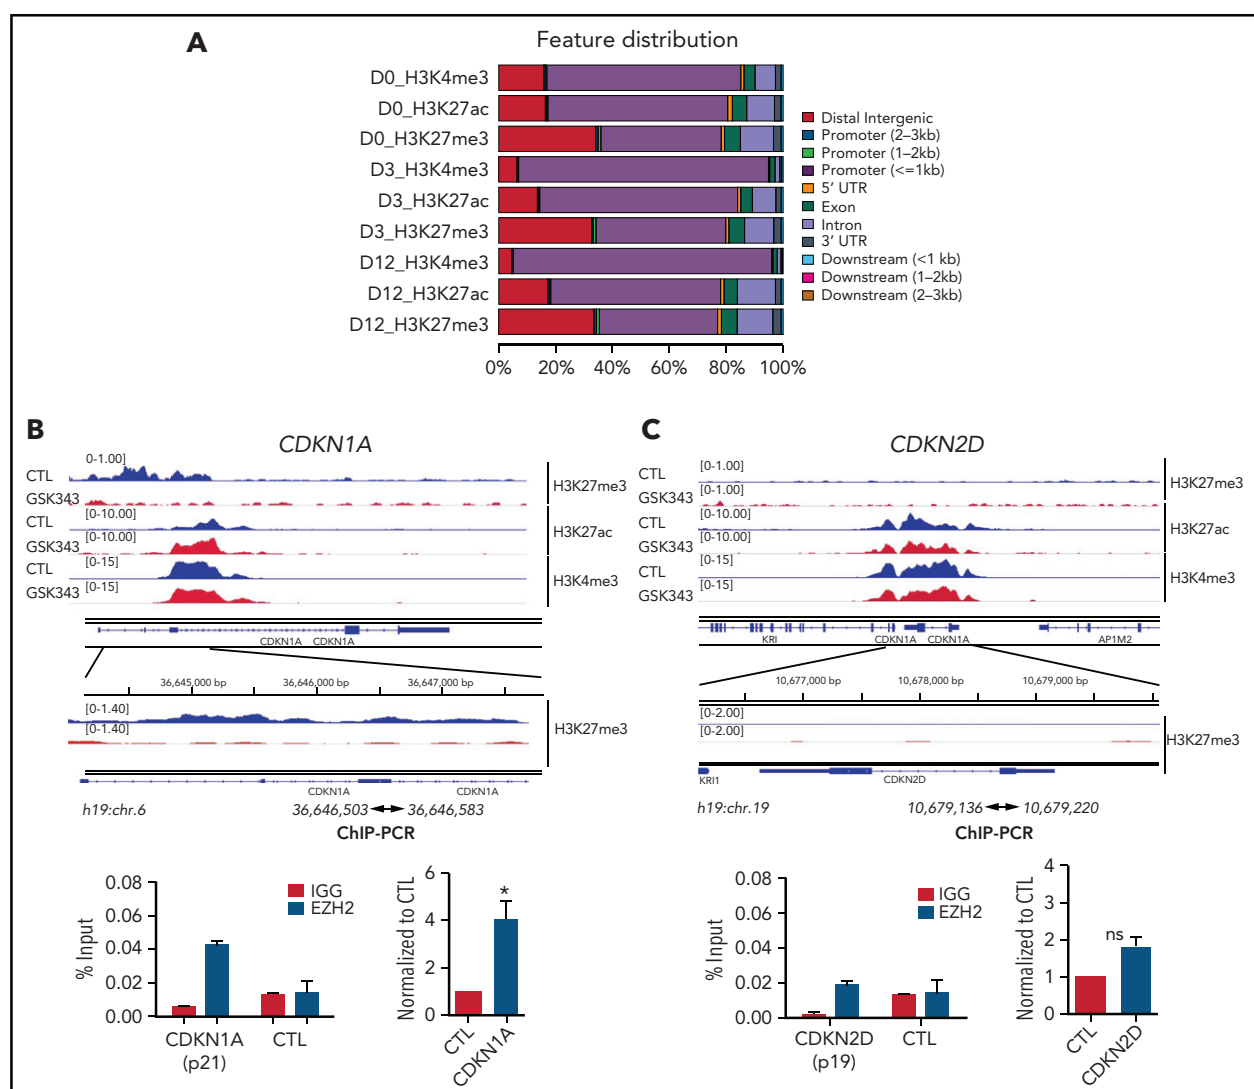 A
Feature distribution
D0_H3K4me3
D0_H3K27ac
D0_H3K27me3
D3_H3K4me3
D3_H3K27ac
D3_H3K27me3
D12_H3K4me3
D12_H3K27ac
D12_H3K27me3
0% 20% 40% 60% 80% 100%
Distal Intergenic
Promoter (2–3kb)
Promoter (1–2kb)
Promoter (<=1kb)
5' UTR
Exon
Intron
3' UTR
Downstream (<1 kb)
Downstream (1–2kb)
Downstream (2–3kb)
B
CDKN1A
0-1.00]
CTL
GSK343
H3K27me3
CTL [0-10.00]
GSK343 [0-10.00]
H3K27ac
CTL [0-15]
GSK343 [0-15]
H3K4me3
CDKN1A CDKN1A
36,645,000 bp 36,646,000 bp 36,647,000 bp
[0-1.40]
[0-1.40]
H3K27me3
CDKN1A CDKN1A
h19:chr.6 36,646,503 36,646,583
ChIP-PCR
% Input
0.08
0.06
0.04
0.02
0.00
IGG
EZH2
CDKN1A
(p21)
CTL
Normalized to CTL
6
4
2
0
*
CTL
CDKN1A
C
CDKN2D
CTL [0-1.00]
GSK343 [0-1.00]
H3K27me3
CTL [0-10.00]
GSK343 [0-10.00]
H3K27ac
CTL [0-15]
GSK343 [0-15]
H3K4me3
KRI CDKN1A CDKN1A AP1M2
10,677,000 bp 10,678,000 bp 10,679,000 bp
[0-2.00]
[0-2.00]
H3K27me3
KRI1 CDKN2D
h19:chr.19 10,679,136 10,679,220
ChIP-PCR
% Input
0.08
0.06
0.04
0.02
0.00
IGG
EZH2
CDKN2D
(p19)
CTL
Normalized to CTL
4
3
2
1
0
ns
CTL
CDKN2D